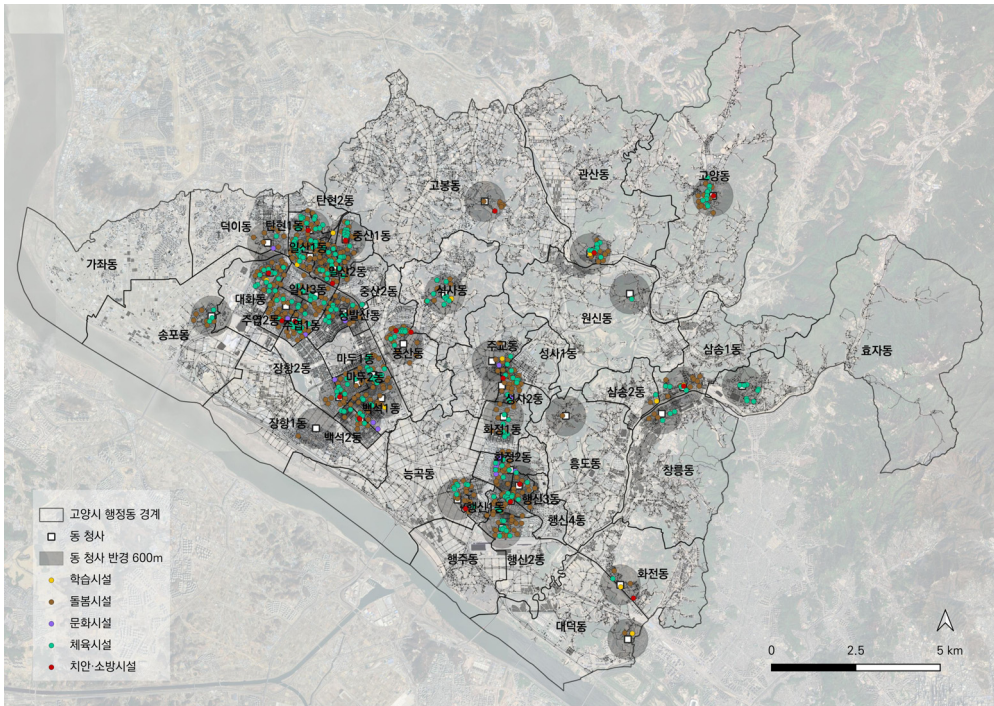 고봉동
관산동
고양동
탄현2동
덕이동
탄현1동
중산1동
일산1동
가좌동
일산2동
식사동
중산2동
일산3동
대화동
원신동
정발산동
주엽2동
주엽1동
송포동
효자동
삼송1동
주교동
성사1동
풍산동
마두1동
장항2동
마두2동
삼송2동
성사2동
백석1동
장항1동
화정1동
백석2동
화정2동
흥도동
창릉동
능곡동
행신3동
행신1동
행신4동
행주동
행신2동
화전동
대덕동
고양시 행정동 경계
동 청사
동 청사 반경 600m
학습시설
돌봄시설
문화시설
체육시설
치안·소방시설
0 2.5 5 km